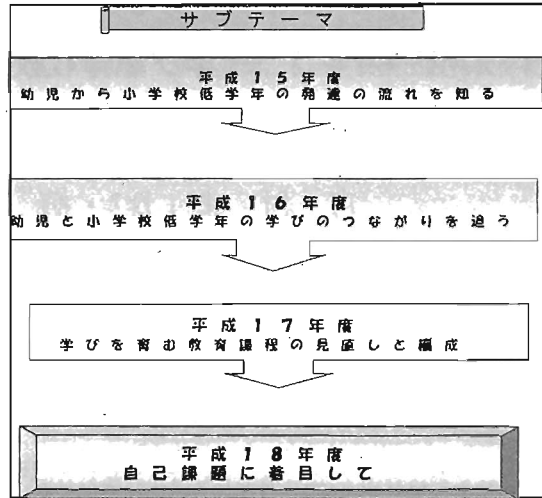 サブテーマ
平成15年度
幼児から小学校低学年の発達の流れを知る
平成16年度
幼児と小学校低学年の学びのつながりを追う
平成17年度
学びを育む教育課程の見直しと編成
平成18年度
自己課題に着目して